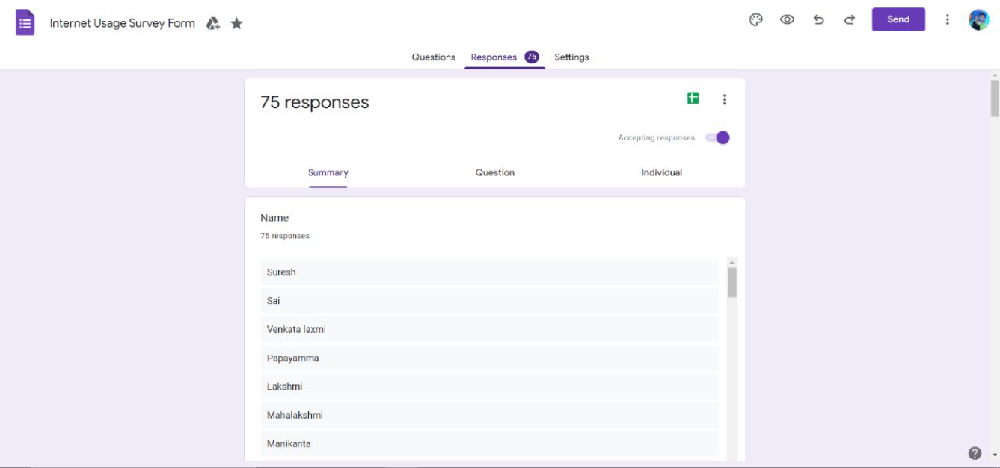 Internet Usage Survey Form
Send
Questions Responses 75 Settings
75 responses
Accepting responses
Summary Question Individual
Name
75 responses
Suresh
Sai
Venkata laxmi
Papayamma
Lakshmi
Mahalakshmi
Manikanta